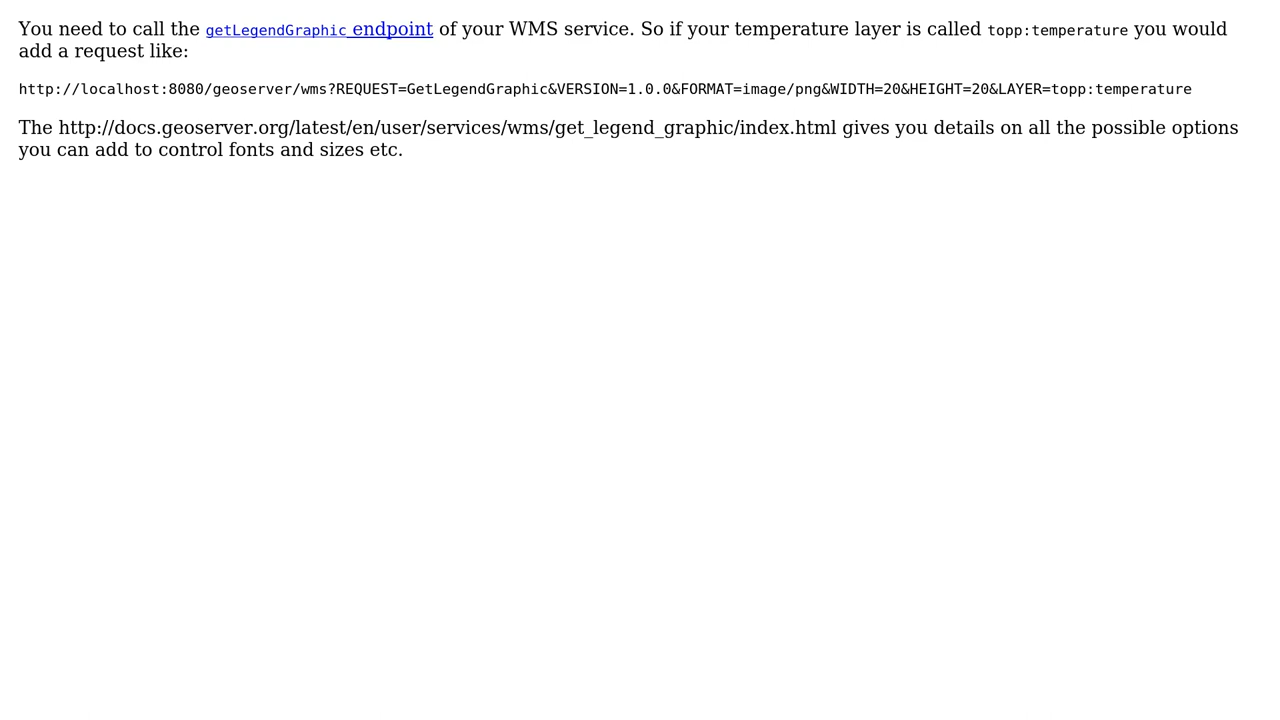 You need to call the getLegendGraphic endpoint of your WMS service. So if your temperature layer is called topp:temperature you would
add a request like:
http://localhost:8080/geoserver/wms?REQUEST=GetLegendGraphic&VERSION=1.0.0&FORMAT=image/png&WIDTH=20&HEIGHT=20&LAYER=topp:temperature
The http://docs.geoserver.org/latest/en/user/services/wms/get_legend_graphic/index.html gives you details on all the possible options
you can add to control fonts and sizes etc.